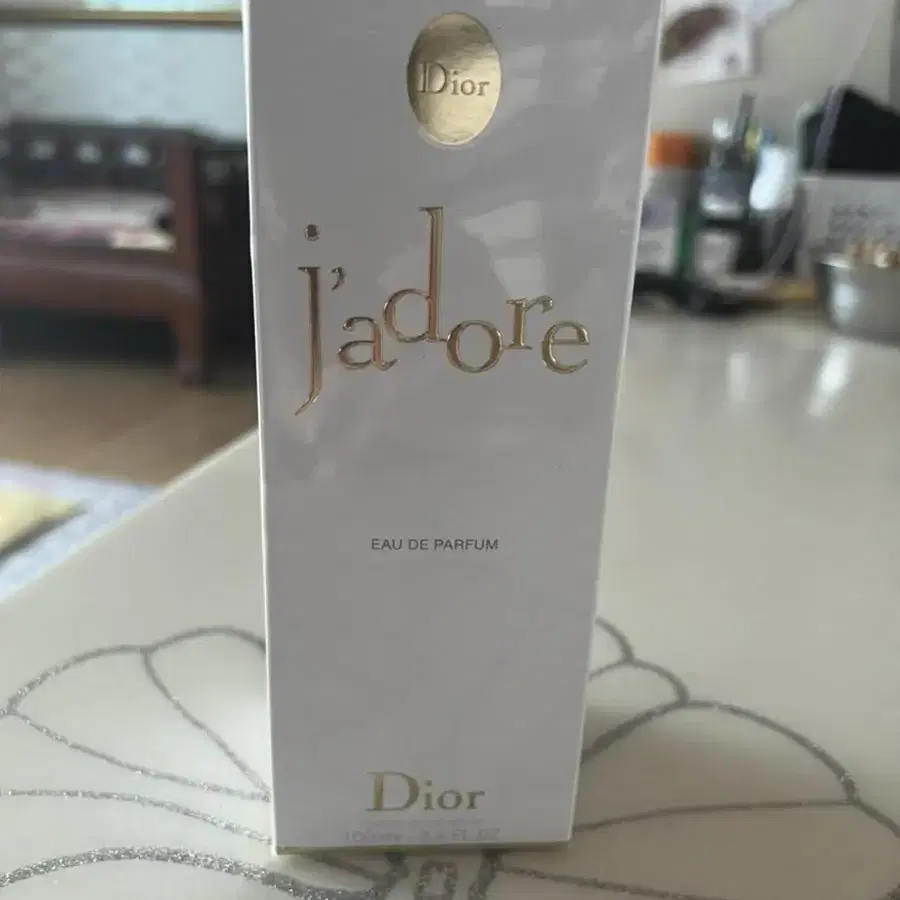 Dior
j'adore
EAU DE PARFUM
Dior